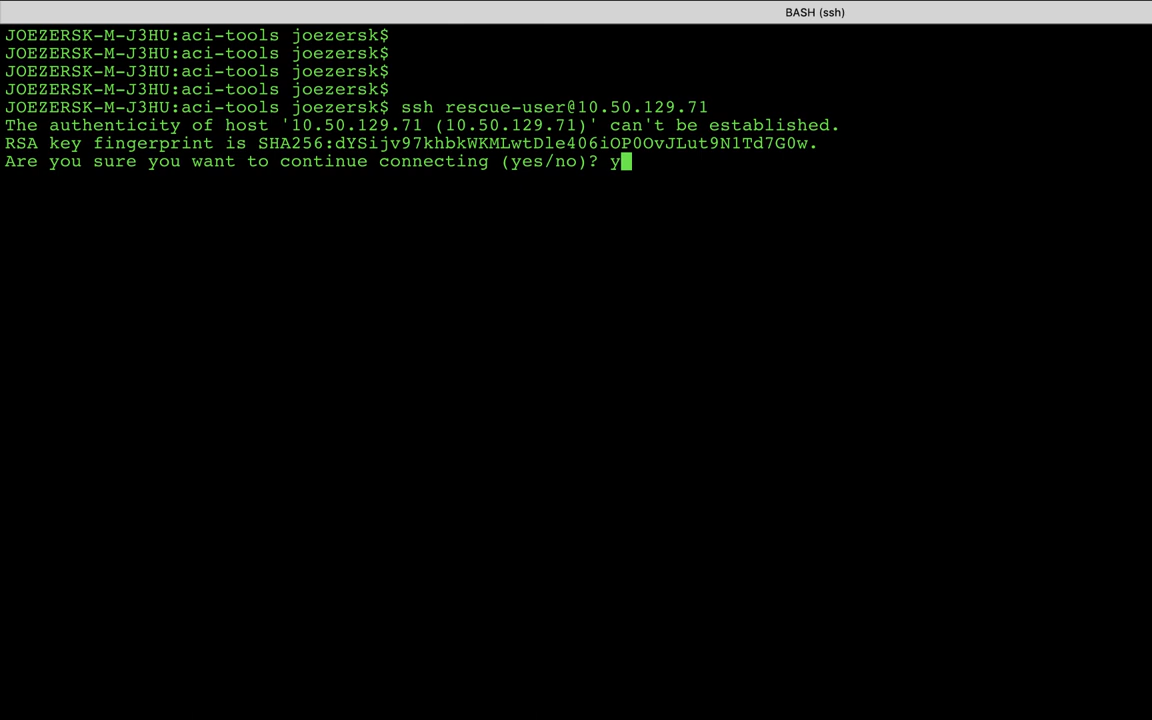 BASH (ssh)
JOEZERSK-M-J3HU:aci-tools joezersk$
JOEZERSK-M-J3HU:aci-tools joezersk$
JOEZERSK-M-J3HU:aci-tools joezersk$
JOEZERSK-M-J3HU:aci-tools joezersk$
JOEZERSK-M-J3HU:aci-tools joezersk$ ssh rescue-user@10.50.129.71
The authenticity of host '10.50.129.71 (10.50.129.71)' can't be established.
RSA key fingerprint is SHA256:dYSijv97khbkWKMLwtDle406iOP0OvJLut9N1Td7G0w.
Are you sure you want to continue connecting (yes/no)? y